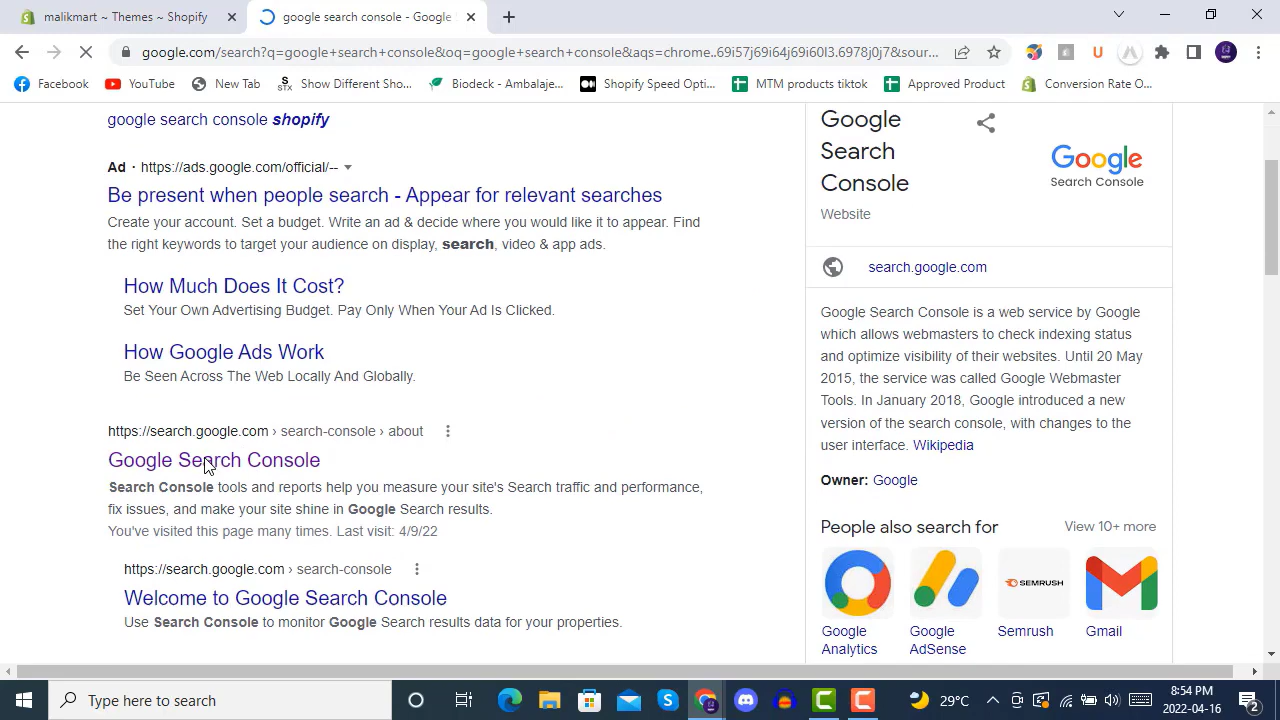 malikmart ~ Themes ~ Shopify
google search console - Google S
google.com/search?q=google+search+console&oq=google+search+console&aqs=chrome..69i57j69i64j69i60l3.6978j0j7&sour...
Facebook
YouTube
New Tab
STX
Show Different Sho...
Biodeck - Ambalaje...
Shopify Speed Opti...
MTM products tiktok
Approved Product
Conversion Rate O...
google search console shopify
Ad · https://ads.google.com/official/--
Be present when people search - Appear for relevant searches
Create your account. Set a budget. Write an ad & decide where you would like it to appear. Find
the right keywords to target your audience on display, search, video & app ads.
How Much Does It Cost?
Set Your Own Advertising Budget. Pay Only When Your Ad Is Clicked.
How Google Ads Work
Be Seen Across The Web Locally And Globally.
https://search.google.com › search-console › about
Google Search Console
Search Console tools and reports help you measure your site's Search traffic and performance,
fix issues, and make your site shine in Google Search results.
You've visited this page many times. Last visit: 4/9/22
https://search.google.com › search-console
Welcome to Google Search Console
Use Search Console to monitor Google Search results data for your properties.
Google
Search
Console
Website
Google
Search Console
search.google.com
Google Search Console is a web service by Google
which allows webmasters to check indexing status
and optimize visibility of their websites. Until 20 May
2015, the service was called Google Webmaster
Tools. In January 2018, Google introduced a new
version of the search console, with changes to the
user interface. Wikipedia
Owner: Google
People also search for
View 10+ more
SEMRUSH
Google
Analytics
Google
AdSense
Semrush
Gmail
Type here to search
29°C
8:54 PM
2022-04-16
2